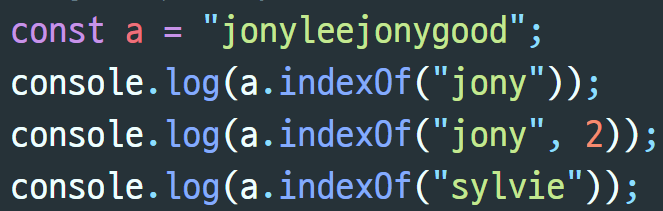 const a = "jonyleejonygood";
console.log(a.indexOf("jony"));
console.log(a.indexOf("jony", 2));
console.log(a.indexOf("sylvie"));